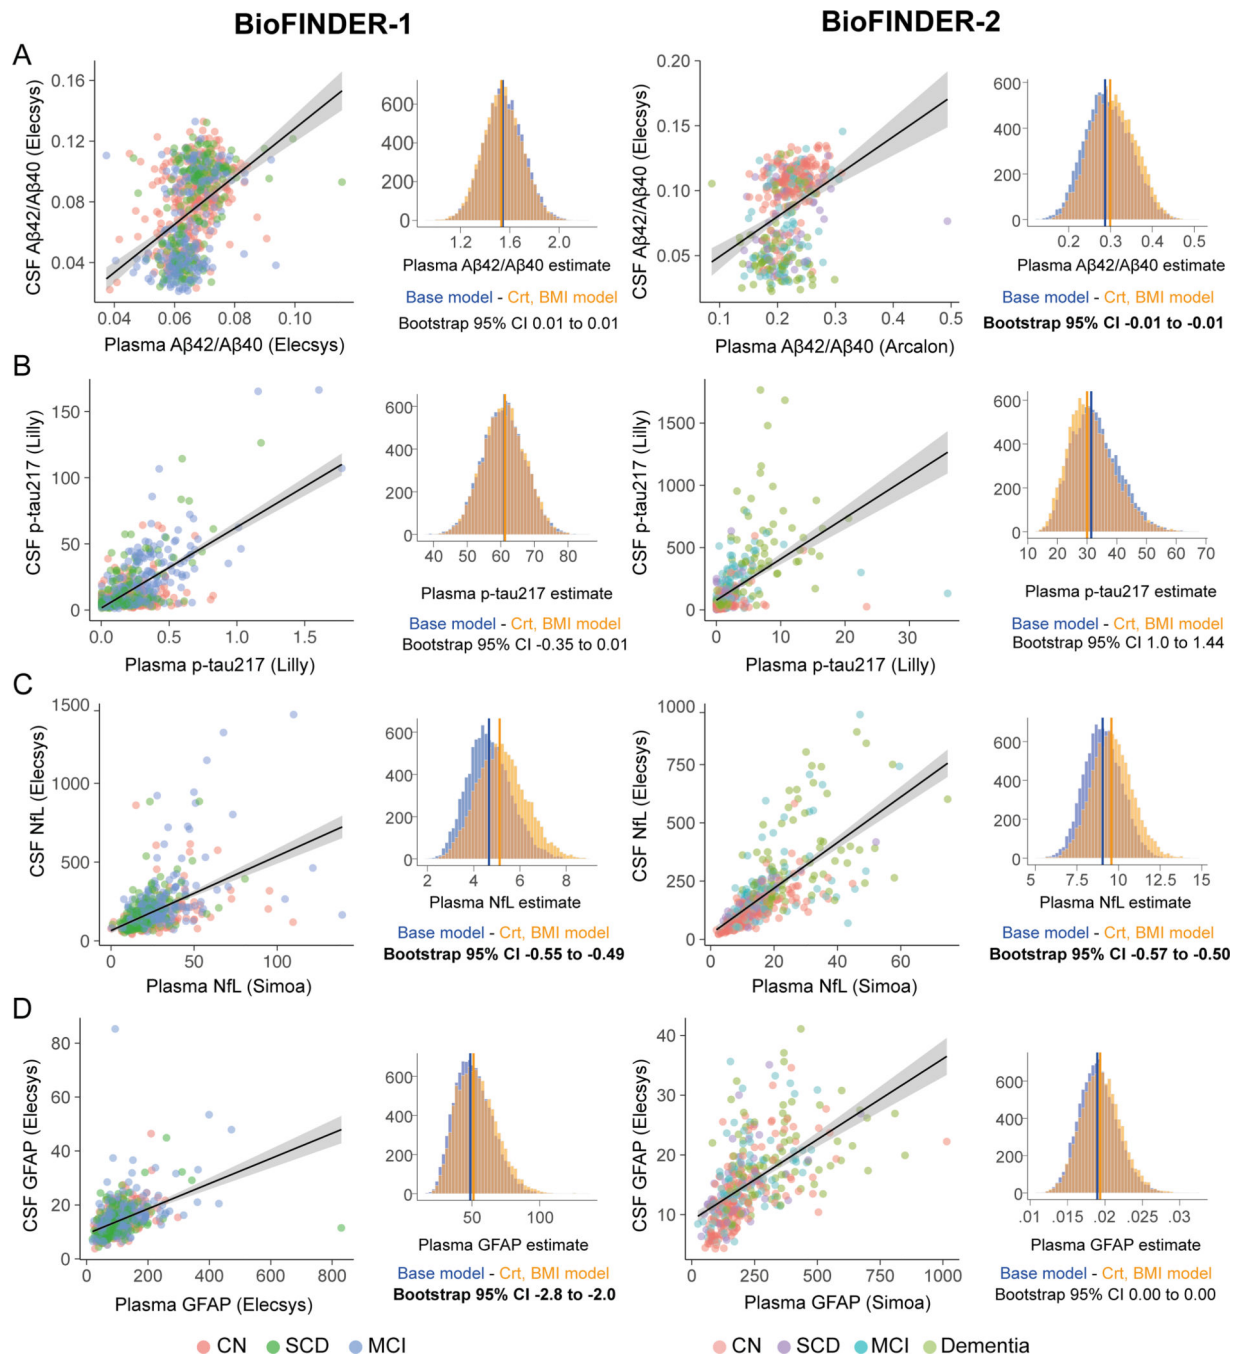 BioFINDER-1
BioFINDER-2
A
CSF Aβ42/Aβ40 (Elecsys)
0.16
0.12
0.08
0.04
0.04 0.06 0.08 0.10
Plasma Aβ42/Aβ40 (Elecsys)
600
400
200
0
1.2 1.6 2.0
Plasma Aβ42/Aβ40 estimate
Base model - Crt, BMI model
Bootstrap 95% CI 0.01 to 0.01
CSF Aβ42/Aβ40 (Elecsys)
0.20
0.15
0.10
0.05
0.1 0.2 0.3 0.4 0.5
Plasma Aβ42/Aβ40 (Arcalon)
600
400
200
0
0.2 0.3 0.4 0.5
Plasma Aβ42/Aβ40 estimate
Base model - Crt, BMI model
Bootstrap 95% CI -0.01 to -0.01
B
CSF p-tau217 (Lilly)
150
100
50
0
0.0 0.5 1.0 1.5
Plasma p-tau217 (Lilly)
600
400
200
0
40 50 60 70 80
Plasma p-tau217 estimate
Base model - Crt, BMI model
Bootstrap 95% CI -0.35 to 0.01
CSF p-tau217 (Lilly)
1500
1000
500
0
0 10 20 30
Plasma p-tau217 (Lilly)
600
400
200
0
10 20 30 40 50 60 70
Plasma p-tau217 estimate
Base model - Crt, BMI model
Bootstrap 95% CI 1.0 to 1.44
C
CSF NfL (Elecsys)
1500
1000
500
0
0 50 100
Plasma NfL (Simoa)
600
400
200
0
2 4 6 8
Plasma NfL estimate
Base model - Crt, BMI model
Bootstrap 95% CI -0.55 to -0.49
CSF NfL (Elecsys)
1000
750
500
250
0
0 20 40 60
Plasma NfL (Simoa)
600
400
200
0
5 7.5 10 12.5 15
Plasma NfL estimate
Base model - Crt, BMI model
Bootstrap 95% CI -0.57 to -0.50
D
CSF GFAP (Elecsys)
80
60
40
20
0
0 200 400 600 800
Plasma GFAP (Elecsys)
600
400
200
0
50 100
Plasma GFAP estimate
Base model - Crt, BMI model
Bootstrap 95% CI -2.8 to -2.0
CSF GFAP (Elecsys)
40
30
20
10
0 250 500 750 1000
Plasma GFAP (Simoa)
600
400
200
0
.01 .015 .02 .025 .03
Plasma GFAP estimate
Base model - Crt, BMI model
Bootstrap 95% CI 0.00 to 0.00
CN SCD MCI
CN SCD MCI Dementia